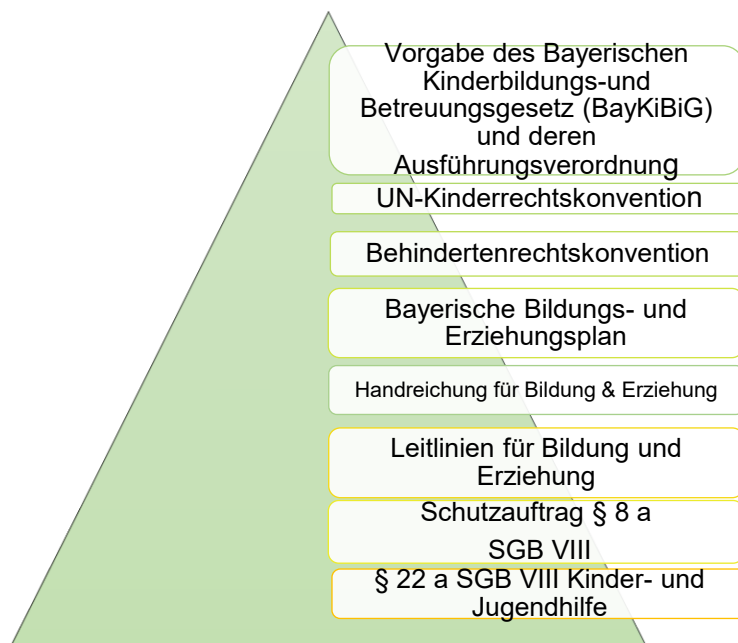 Vorgabe des Bayerischen
Kinderbildungs-und
Betreuungsgesetz (BayKiBiG)
und deren
Ausführungsverordnung
UN-Kinderrechtskonvention
Behindertenrechtskonvention
Bayerische Bildungs- und
Erziehungsplan
Handreichung für Bildung & Erziehung
Leitlinien für Bildung und
Erziehung
Schutzauftrag § 8 a
SGB VIII
§ 22 a SGB VIII Kinder- und
Jugendhilfe